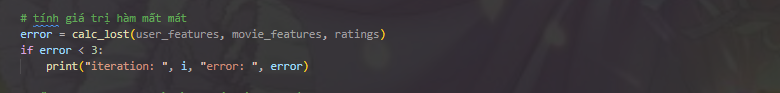 # tính giá trị hàm mất mát
error = calc_lost(user_features, movie_features, ratings)
if error < 3:
print("iteration: ", i, "error: ", error)